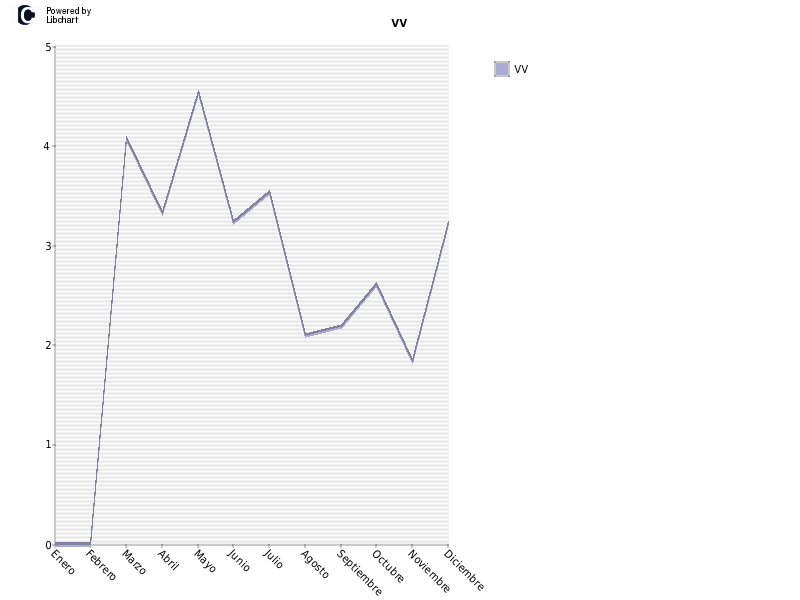 Powered by
Libchart
VV
VV
5
4
3
2
1
0
Enero
Febrero
Marzo
Abril
Mayo
Junio
Julio
Agosto
Septiembre
Octubre
Noviembre
Diciembre